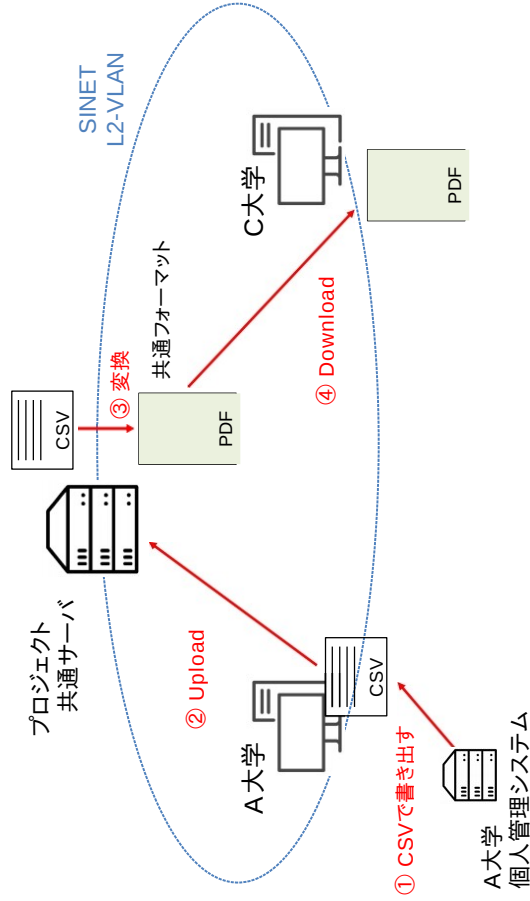 SINET
L2-VLAN
プロジェクト
共通サーバ
CSV
③ 変換
共通フォーマット
PDF
② Upload
④ Download
A大学
CSV
C大学
PDF
① CSVで書き出す
A大学
個人管理システム